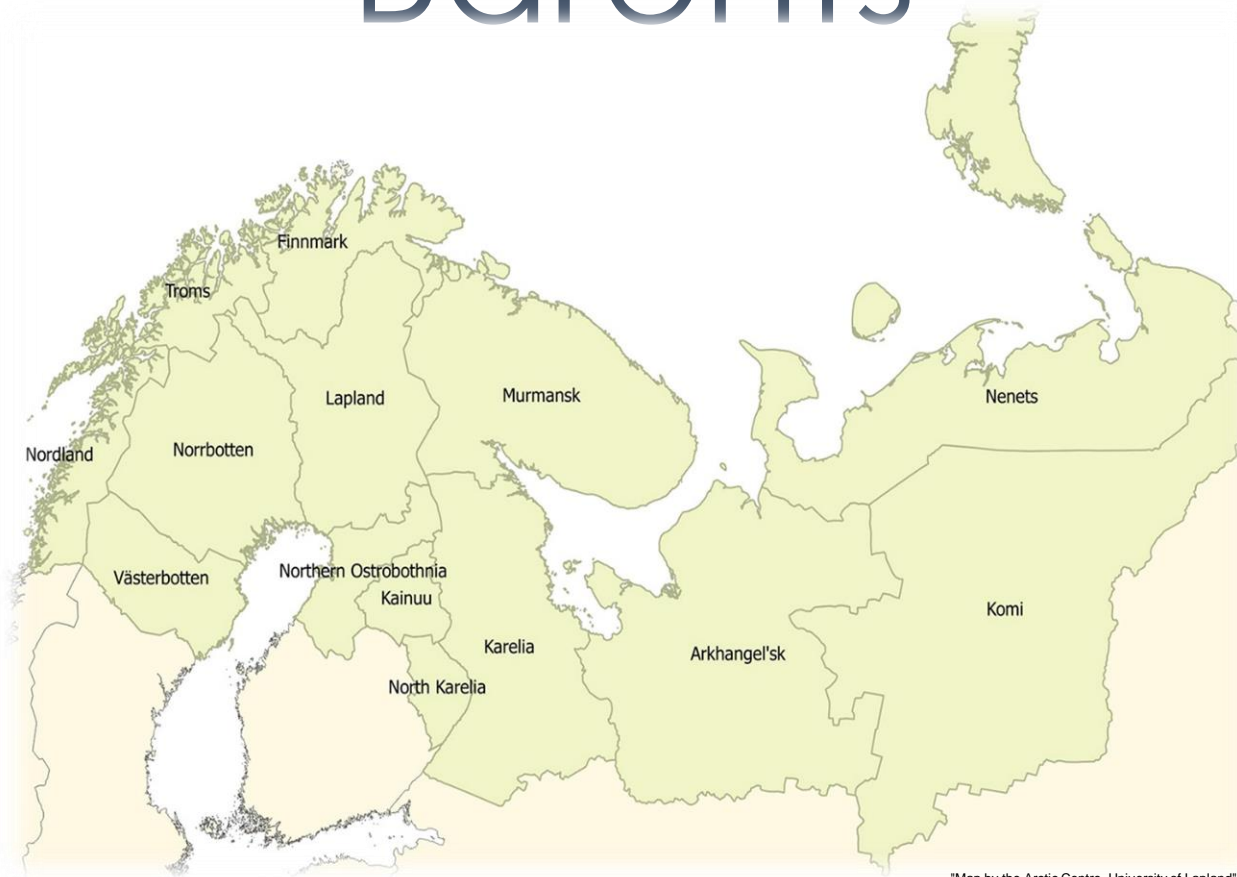 Barents
Finnmark
Troms
Lapland
Murmansk
Nenets
Nordland
Norrbotten
Västerbotten
Northern Ostrobothnia
Kainuu
Komi
Karelia
Arkhangel'sk
North Karelia
"Map by the Arctic Centre, University of Lapland"